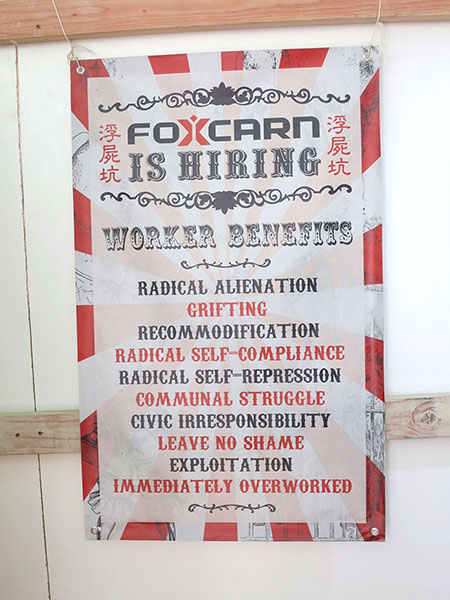 FOXCARN
浮屍坑
浮屍坑
IS HIRING
WORKER BENEFITS
RADICAL ALIENATION
GRIFTING
RECOMMODIFICATION
RADICAL SELF-COMPLIANCE
RADICAL SELF-REPRESSION
COMMUNAL STRUGGLE
CIVIC IRRESPONSIBILITY
LEAVE NO SHAME
EXPLOITATION
IMMEDIATELY OVERWORKED